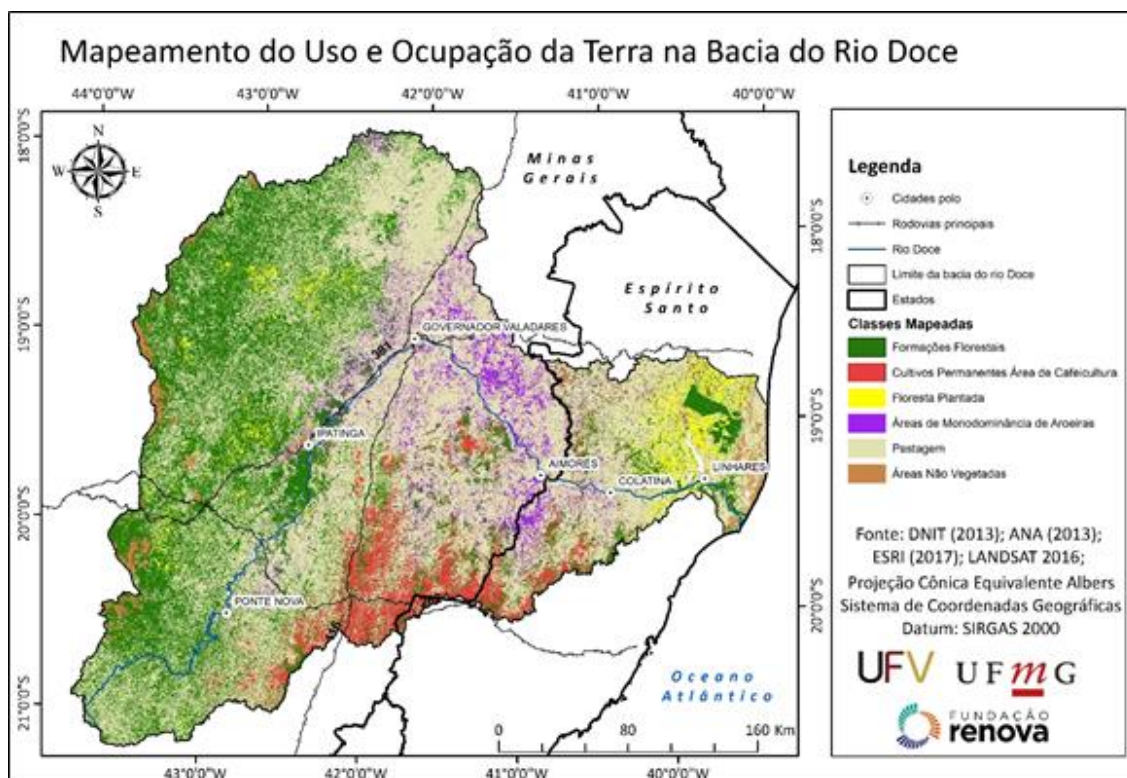 Mapeamento do Uso e Ocupação da Terra na Bacia do Rio Doce
44°0'0"W 43°0'0"W 42°0'0"W 41°0'0"W 40°0'0"W
18°0'0"S
19°0'0"S
20°0'0"S
21°0'0"S
N
W E
S
Minas
Gerais
Espírito
Santo
GOVERNADOR VALADARES
381
IPATINGA
AIMORÉS
COLATINA
LINHARES
PONTE NOVA
Oceano
Atlântico
0 80 160 Km
18°0'0"S
19°0'0"S
20°0'0"S
43°0'0"W 42°0'0"W 41°0'0"W 40°0'0"W
Legenda
Cidades polo
Rodovias principais
Rio Doce
Limite da bacia do rio Doce
Estados
Classes Mapeadas
Formações Florestais
Cultivos Permanentes Área de Cafeicultura
Floresta Plantada
Áreas de Monodominância de Aroeiras
Pastagem
Áreas Não Vegetadas
Fonte: DNIT (2013); ANA (2013);
ESRI (2017); LANDSAT 2016;
Projeção Cônica Equivalente Albers
Sistema de Coordenadas Geográficas
Datum: SIRGAS 2000
UFV UFmG
FUNDAÇÃO
renova